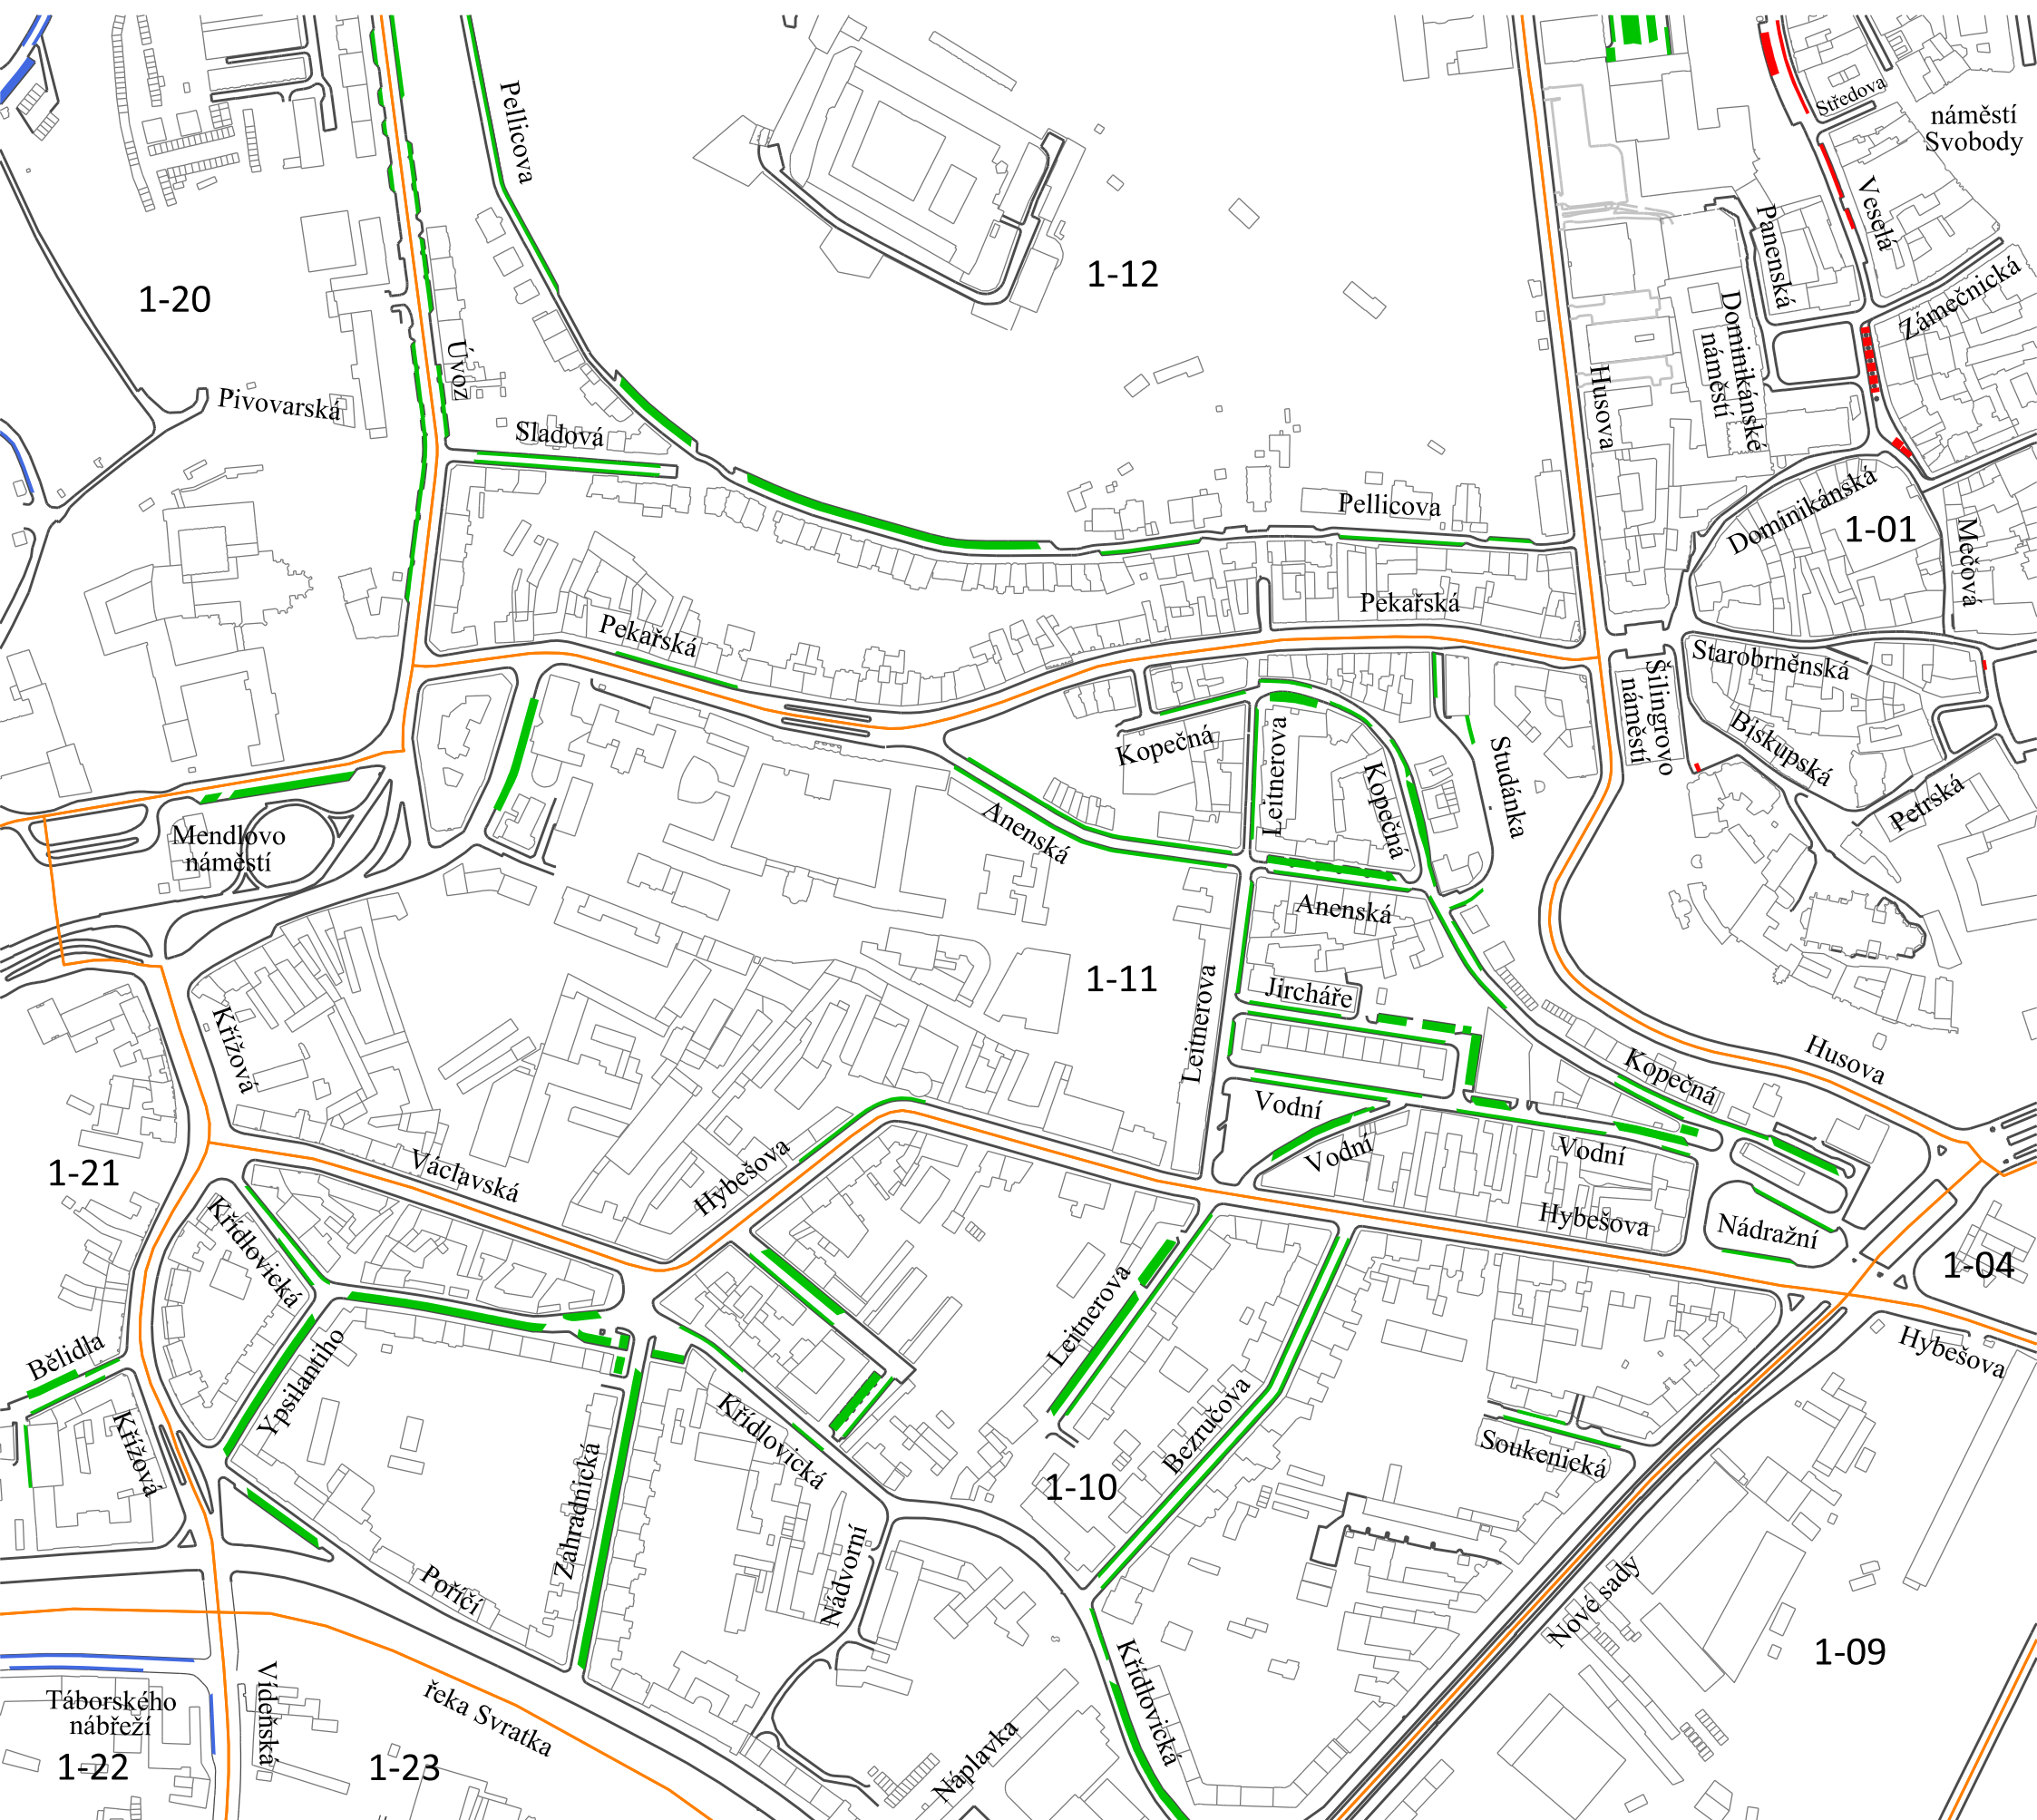 Pellicova
Středova
náměstí
Svobody
Veselá
Panenská
1-12
1-20
Zámečnická
Dominikánské
náměstí
Úvoz
Husova
Pivovarská
Sladová
Pellicova
Dominikánská
1-01
Mečová
Pekařská
Pekařská
Starobrněnská
Šilingrovo
náměstí
Biskupská
Kopečná
Leitnerova
Kopečná
Studánka
Petrská
Mendlovo
náměstí
Anenská
Anenská
1-11
Jircháře
Leitnerova
Křížová
Husova
Kopečná
Vodní
Vodní
Vodní
1-21
Václavská
Hybešova
Hybešova
Nádražní
Křídlovická
1-04
Leitnerova
Bělidla
Ypsilantiho
Hybešova
Křížová
Křídlovická
Bezručova
Soukenická
1-10
Zahradnická
Nádvorní
Poříčí
Nové sady
1-09
Křídlovická
Vídeňská
Táborského
nábřeží
řeka Svratka
Náplavka
1-22
1-23